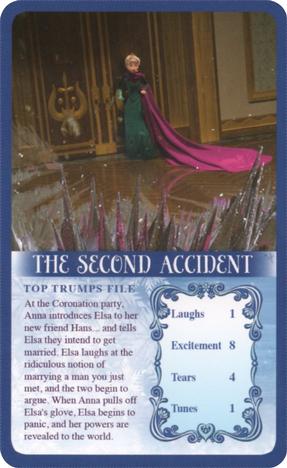 THE SECOND ACCIDENT
TOP TRUMPS FILE
At the Coronation party,
Anna introduces Elsa to
her new friend Hans... and tells
Elsa they intend to get
married. Elsa laughs at the
ridiculous notion of
marrying a man you just
met, and the two begin to
argue. When Anna pulls off
Elsa's glove, Elsa begins to
panic, and her powers are
revealed to the world.
Laughs 1
Excitement 8
Tears 4
Tunes 1